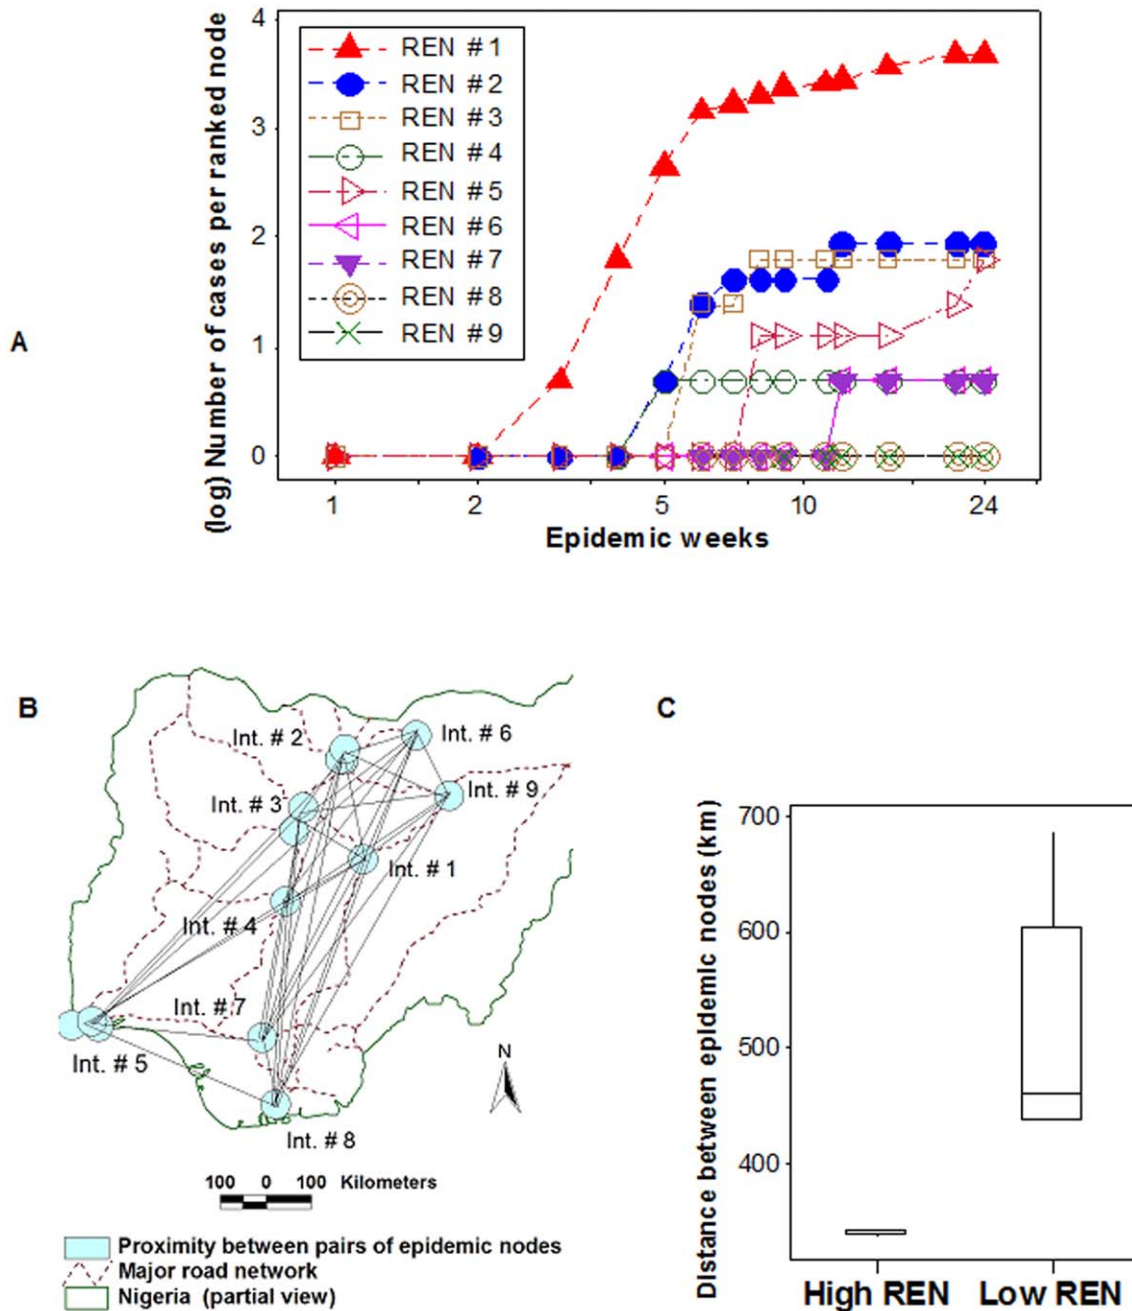 A
(log) Number of cases per ranked node
4
3
2
1
0
REN # 1
REN # 2
REN # 3
REN # 4
REN # 5
REN # 6
REN # 7
REN # 8
REN # 9
1 2 5 10 24
Epidemic weeks
B
Int. # 2
Int. # 6
Int. # 3
Int. # 9
Int. # 1
Int. # 4
Int. # 7
Int. # 5
Int. # 8
N
100 0 100 Kilometers
Proximity between pairs of epidemic nodes
Major road network
Nigeria (partial view)
C
Distance between epidemic nodes (km)
700
600
500
400
High REN Low REN